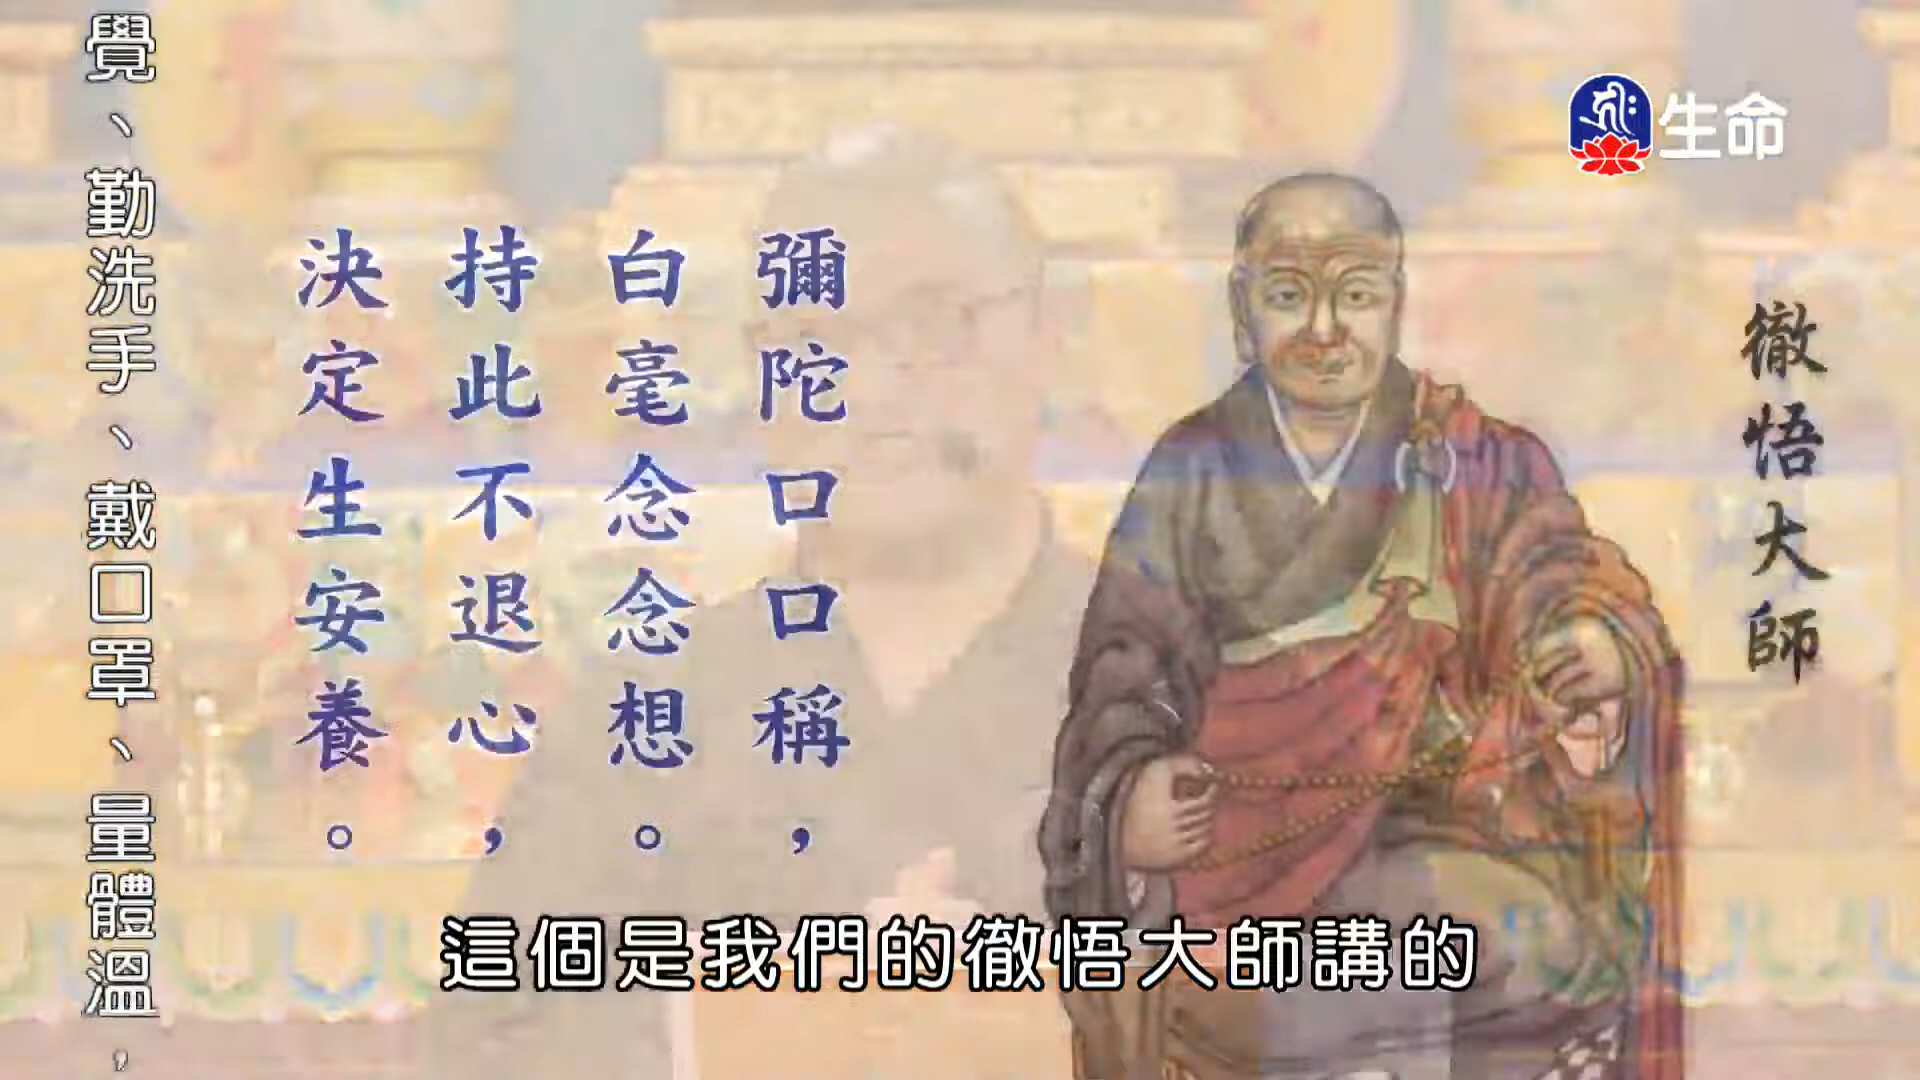 生命
徹悟大師
彌陀口口稱，
白毫念念想。
持此不退心，
決定生安養。
覺、勤洗手、戴口罩、量體溫，
這個是我們的徹悟大師講的